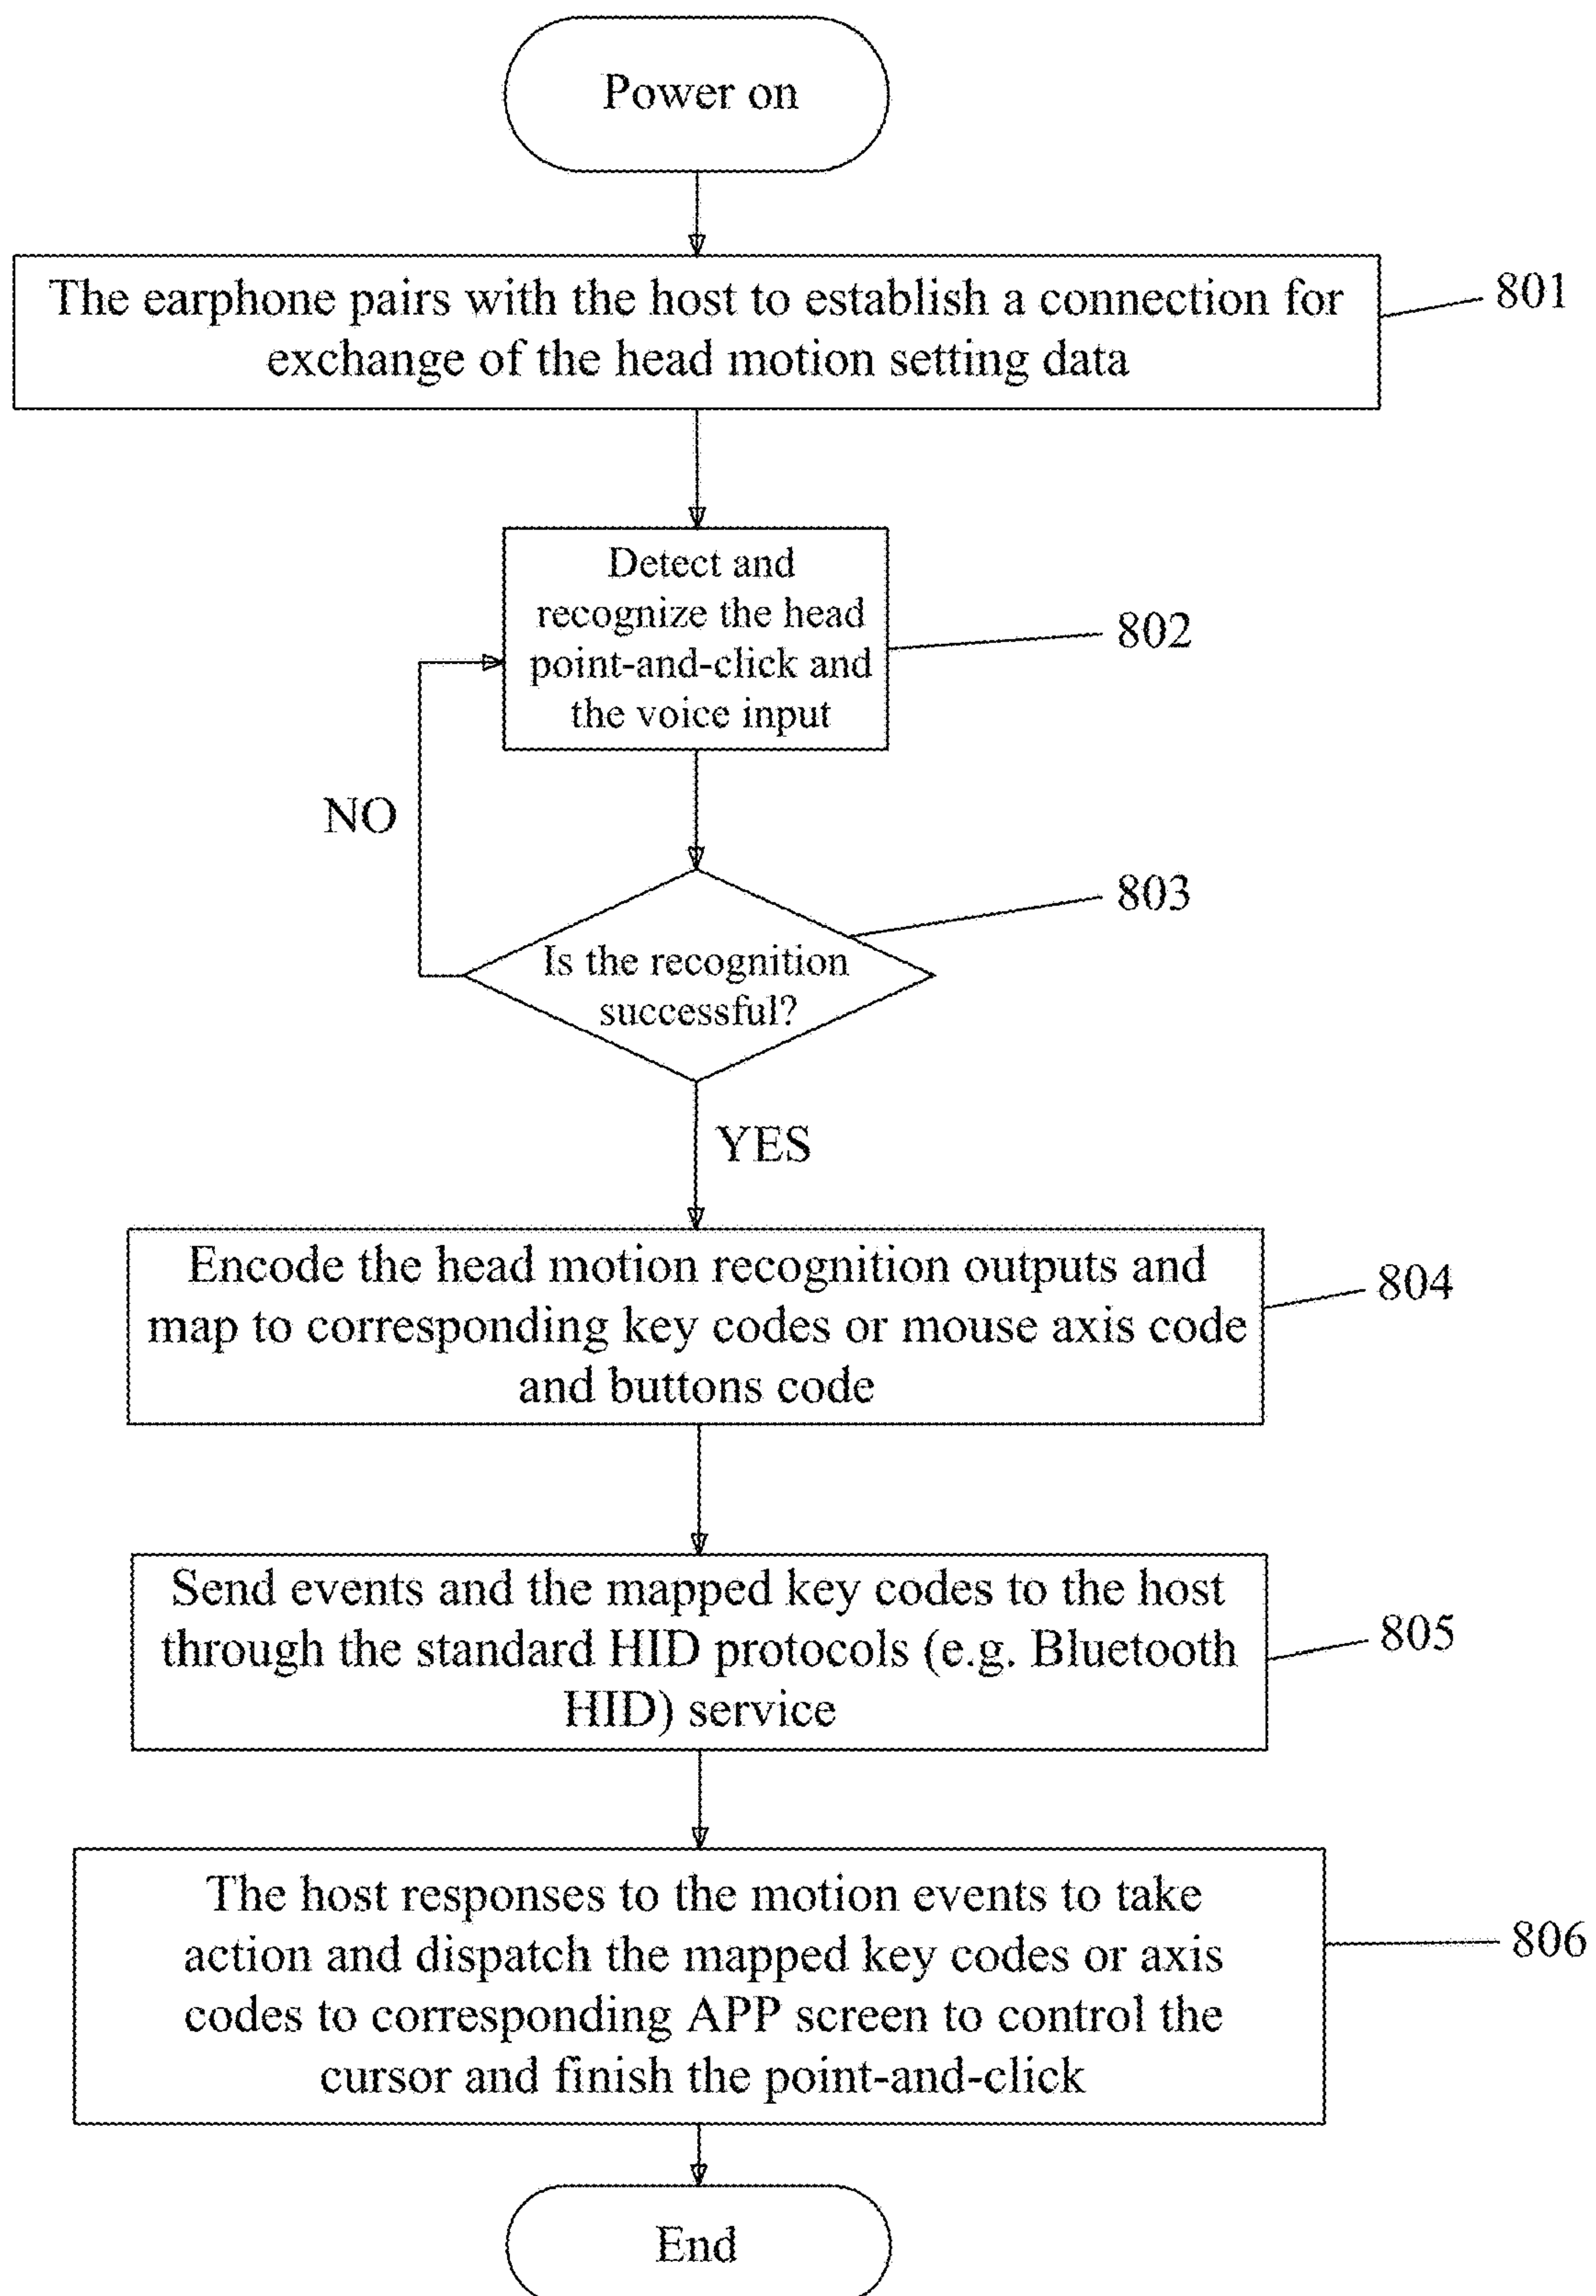 Power on
The earphone pairs with the host to establish a connection for
exchange of the head motion setting data
801
Detect and
recognize the head
point-and-click and
the voice input
802
NO
803
Is the recognition
successful?
YES
Encode the head motion recognition outputs and
map to corresponding key codes or mouse axis code
and buttons code
804
Send events and the mapped key codes to the host
through the standard HID protocols (e.g. Bluetooth
HID) service
805
The host responses to the motion events to take
action and dispatch the mapped key codes or axis
codes to corresponding APP screen to control the
cursor and finish the point-and-click
806
End